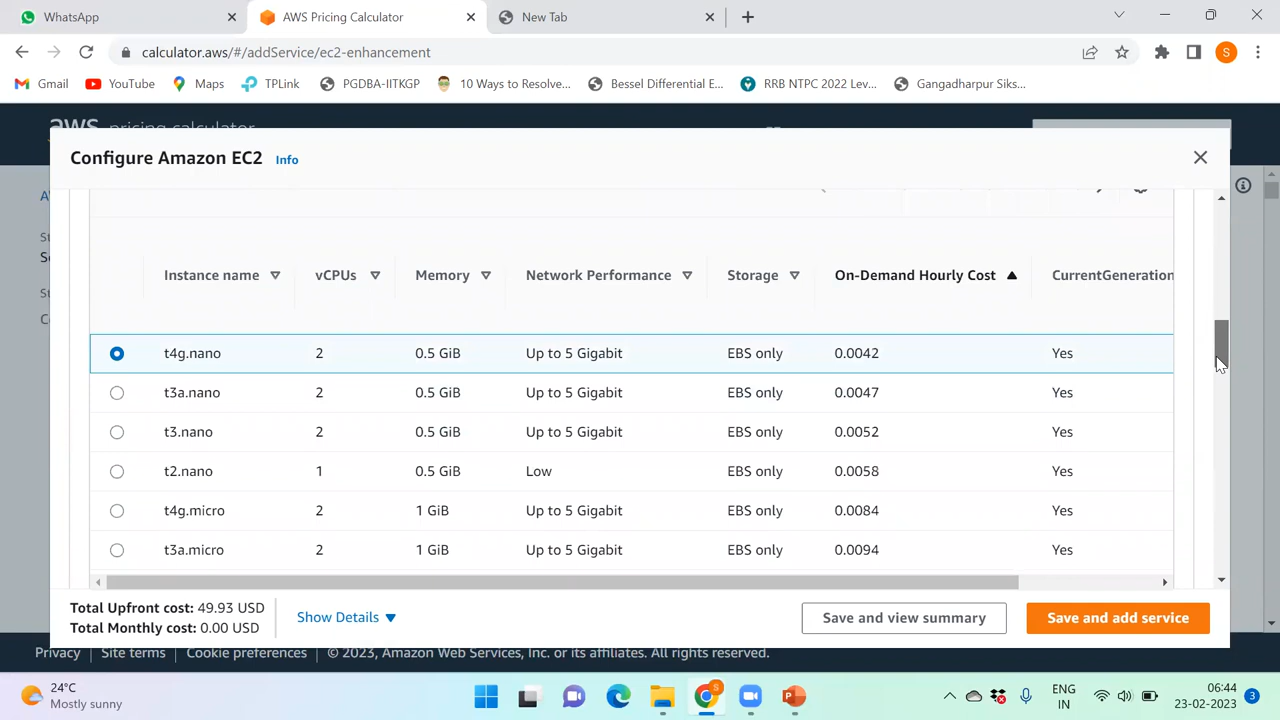 WhatsApp
AWS Pricing Calculator
New Tab
calculator.aws/#/addService/ec2-enhancement
S
Gmail
YouTube
Maps
TPLink
PGDBA-IITKGP
10 Ways to Resolve...
Bessel Differential E...
RRB NTPC 2022 Lev...
Gangadharpur Siks...
aws pricing calculator
Configure Amazon EC2 Info
Instance name vCPUs Memory Network Performance Storage On-Demand Hourly Cost CurrentGeneration
t4g.nano 2 0.5 GiB Up to 5 Gigabit EBS only 0.0042 Yes
t3a.nano 2 0.5 GiB Up to 5 Gigabit EBS only 0.0047 Yes
t3.nano 2 0.5 GiB Up to 5 Gigabit EBS only 0.0052 Yes
t2.nano 1 0.5 GiB Low EBS only 0.0058 Yes
t4g.micro 2 1 GiB Up to 5 Gigabit EBS only 0.0084 Yes
t3a.micro 2 1 GiB Up to 5 Gigabit EBS only 0.0094 Yes
Total Upfront cost: 49.93 USD
Total Monthly cost: 0.00 USD
Show Details
Save and view summary
Save and add service
Privacy Site terms Cookie preferences © 2023, Amazon Web Services, Inc. or its affiliates. All rights reserved.
24°C
Mostly sunny
ENG
IN
06:44
23-02-2023
3